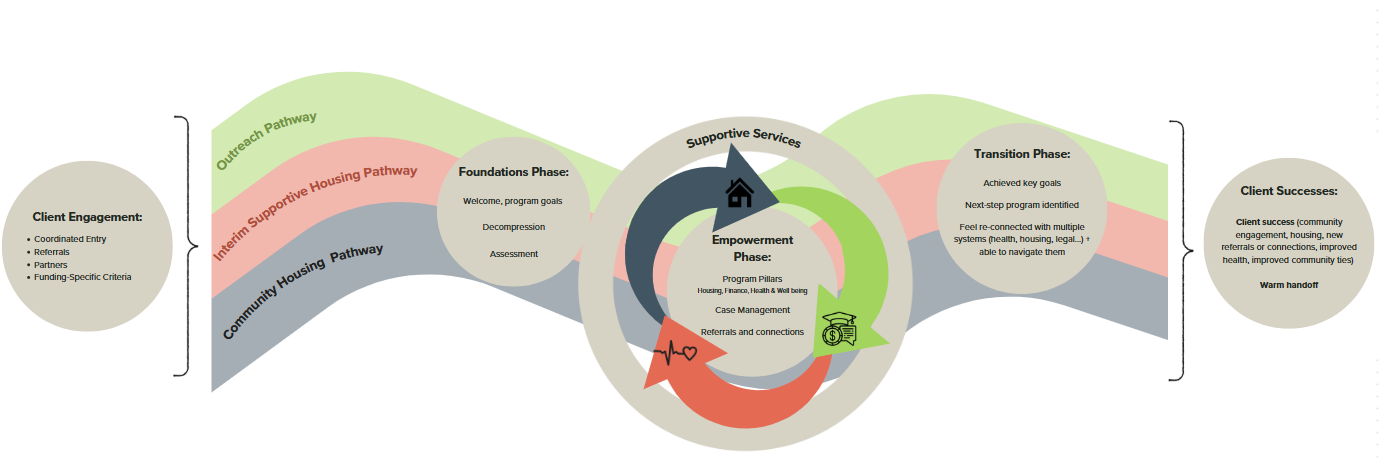 Client Engagement:
• Coordinated Entry
• Referrals
• Partners
• Funding-Specific Criteria
Outreach Pathway
Interim Supportive Housing Pathway
Community Housing Pathway
Foundations Phase:
Welcome, program goals
Decompression
Assessment
Supportive Services
Empowerment
Phase:
Program Pillars
Housing, Finance, Health & Well being
Case Management
Referrals and connections
$
Transition Phase:
Achieved key goals
Next-step program identified
Feel re-connected with multiple
systems (health, housing, legal...) +
able to navigate them
Client Successes:
Client success (community
engagement, housing, new
referrals or connections, improved
health, improved community ties)
Warm handoff